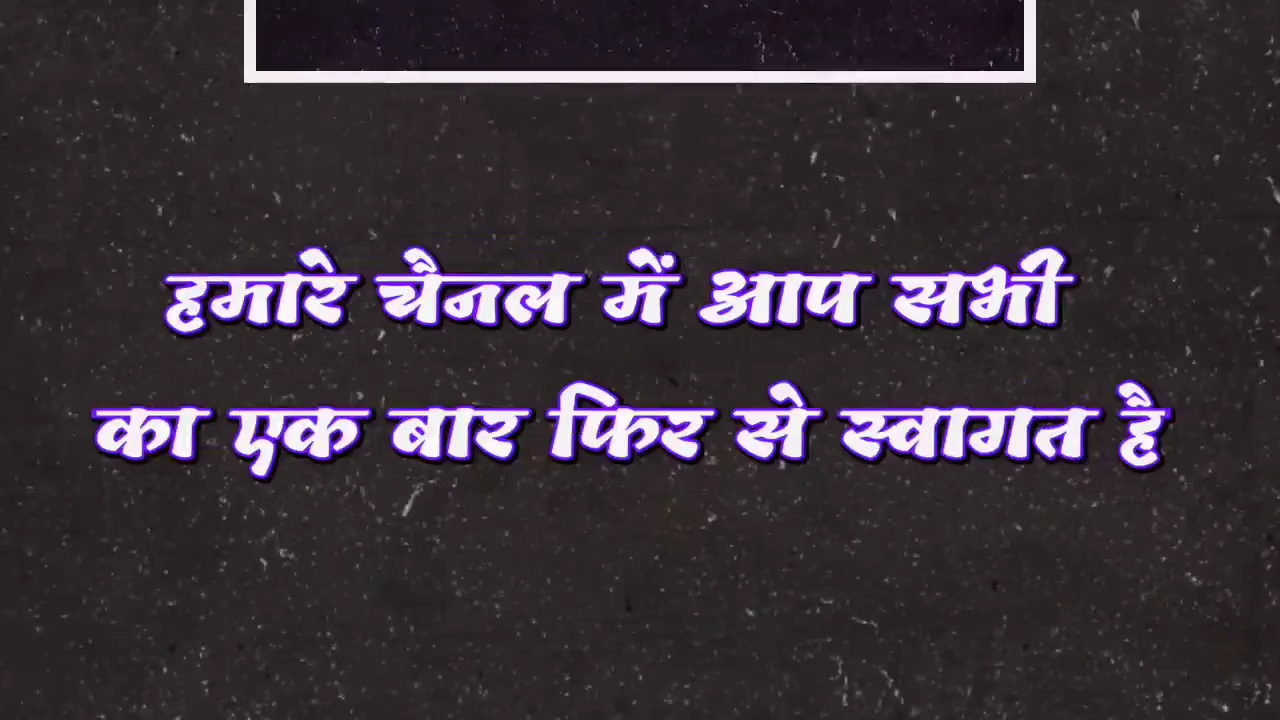 हमारे चैनल में आप सभी
का एक बार फिर से स्वागत है